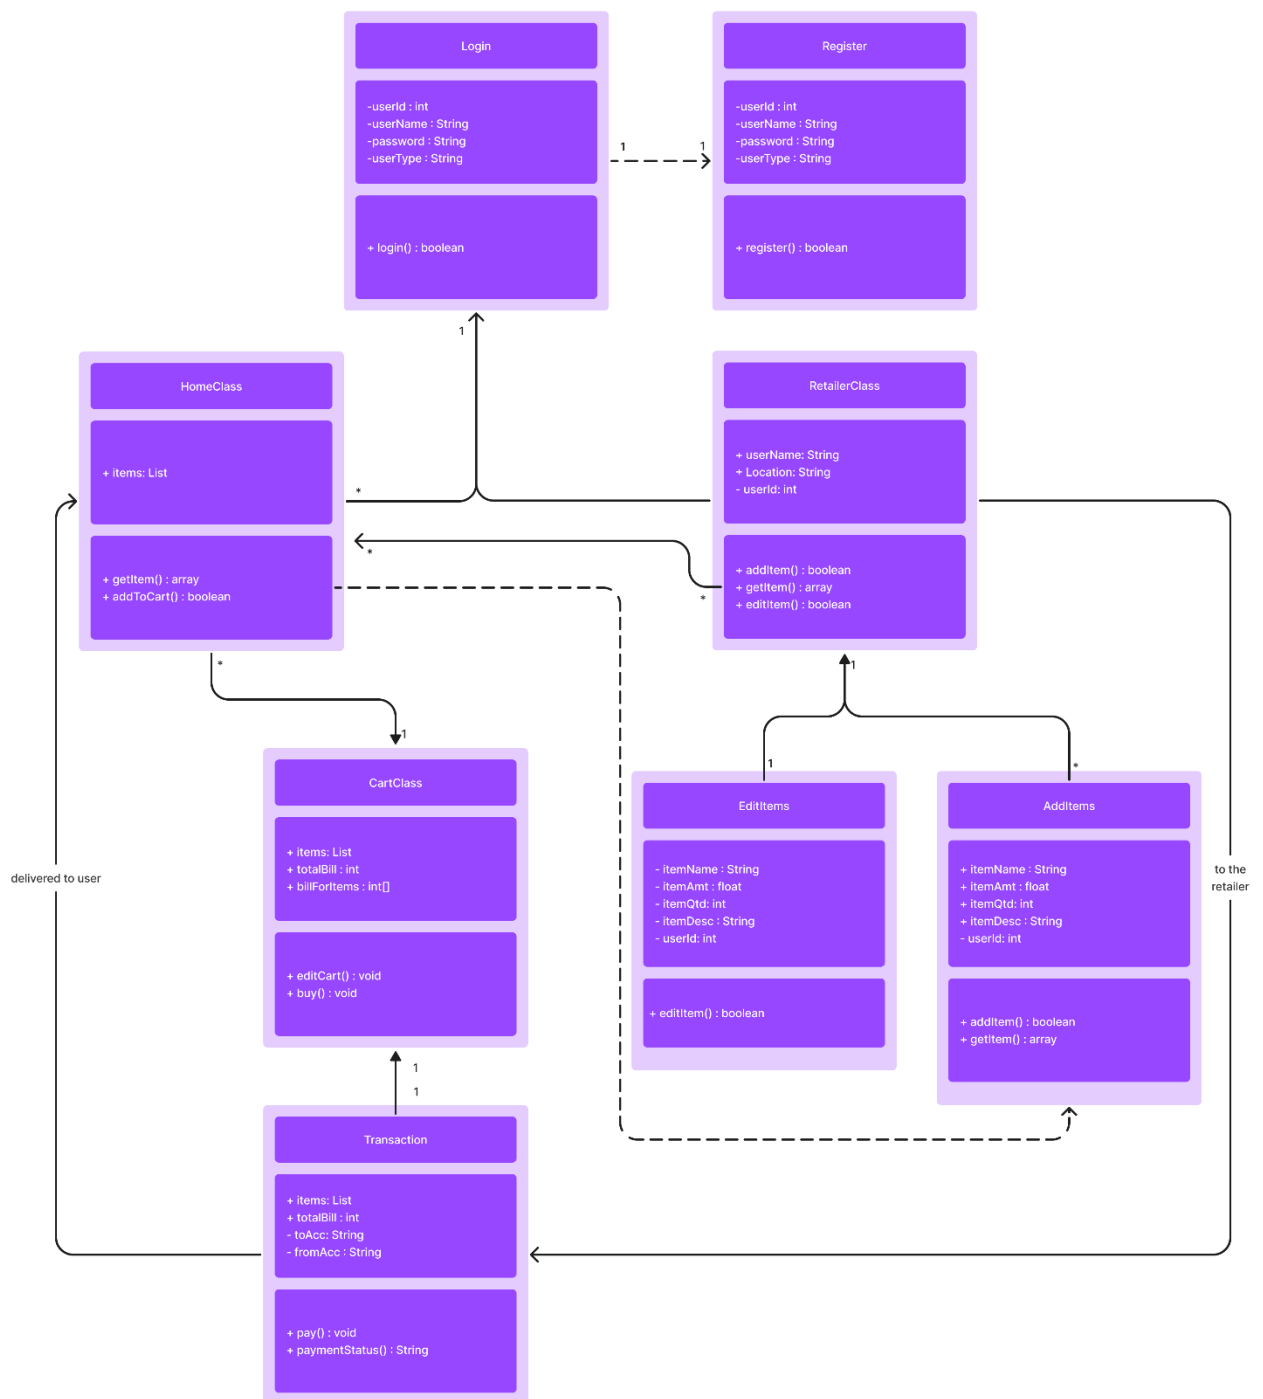 Login
-userId : int
-userName : String
-password : String
-userType : String
+ login() : boolean
1
1
Register
-userId : int
-userName : String
-password : String
-userType : String
+ register() : boolean
1
HomeClass
+ items: List
+ getItem() : array
+ addToCart() : boolean
*
*
*
*
RetailerClass
+ userName: String
+ Location: String
- userId: int
+ addItem() : boolean
+ getItem() : array
+ editItem() : boolean
1
1
*
1
CartClass
+ items: List
+ totalBill : int
+ billForItems : int[]
+ editCart() : void
+ buy() : void
EditItems
- itemName : String
- itemAmt : float
- itemQtd: int
- itemDesc : String
- userId: int
+ editItem() : boolean
AddItems
+ itemName : String
+ itemAmt : float
+ itemQtd: int
+ itemDesc : String
- userId: int
+ addItem() : boolean
+ getItem() : array
delivered to user
to the
retailer
1
1
Transaction
+ items: List
+ totalBill : int
- toAcc: String
- fromAcc : String
+ pay() : void
+ paymentStatus() : String